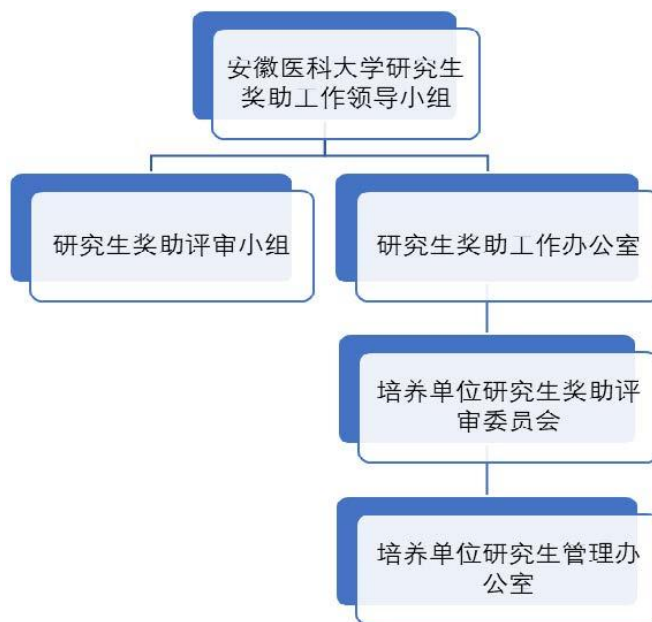 安徽医科大学研究生
奖助工作领导小组
研究生奖助评审小组
研究生奖助工作办公室
培养单位研究生奖助评
审委员会
培养单位研究生管理办
公室